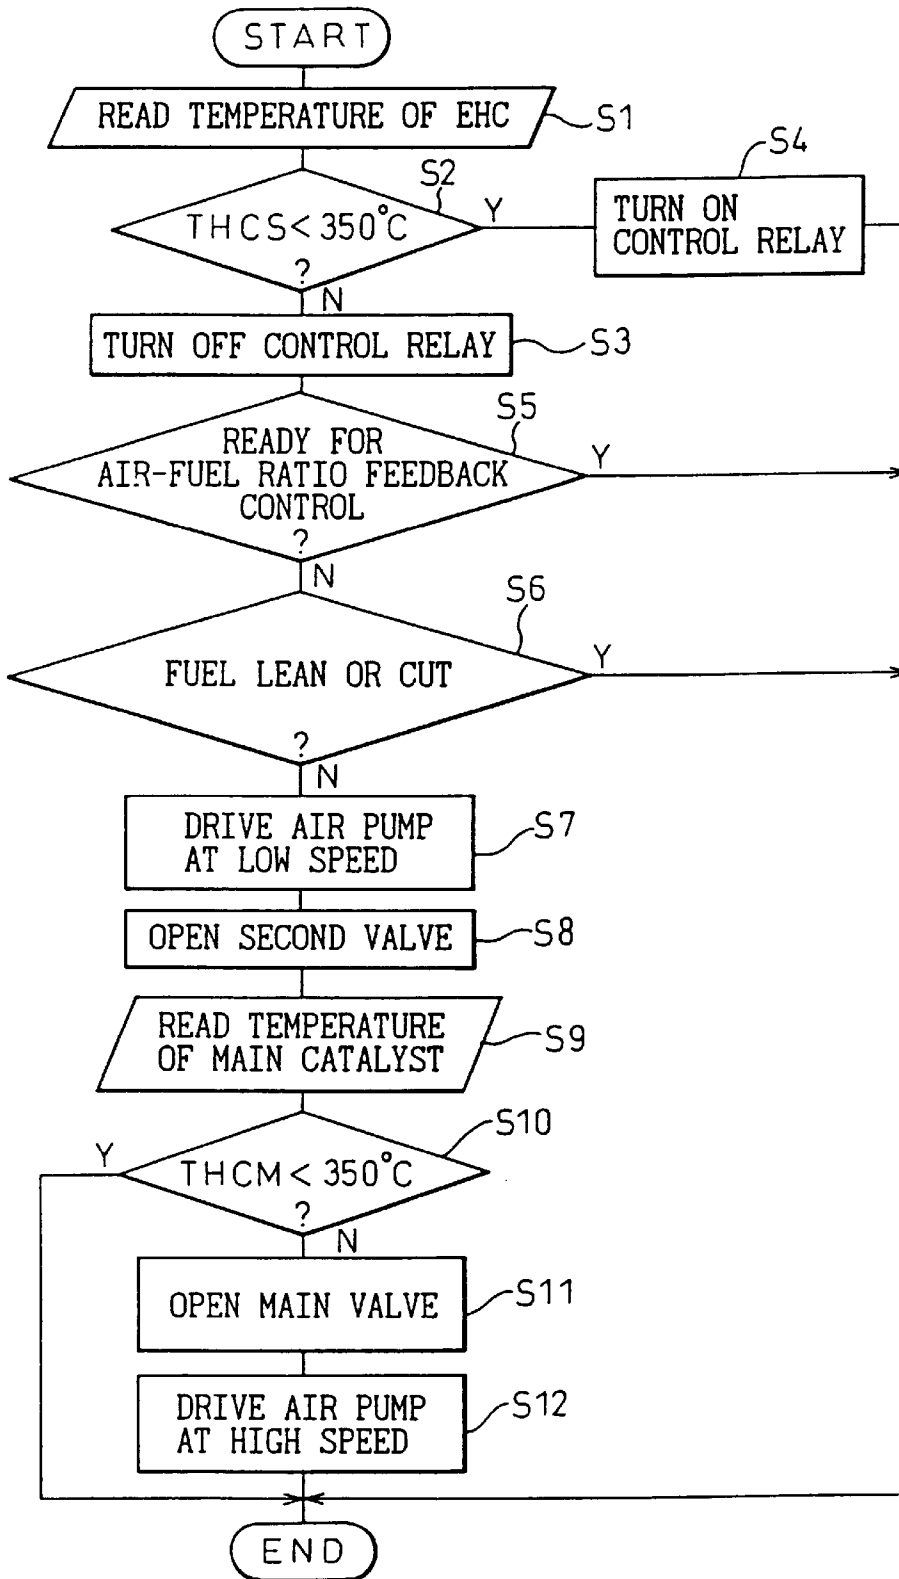 START
READ TEMPERATURE OF EHC
S1
S2
THCS<350°C
?
Y
N
S4
TURN ON
CONTROL RELAY
TURN OFF CONTROL RELAY
S3
S5
READY FOR
AIR-FUEL RATIO FEEDBACK
CONTROL
?
Y
N
S6
FUEL LEAN OR CUT
?
Y
N
DRIVE AIR PUMP
AT LOW SPEED
S7
OPEN SECOND VALVE
S8
READ TEMPERATURE
OF MAIN CATALYST
S9
S10
Y
THCM<350°C
?
N
OPEN MAIN VALVE
S11
DRIVE AIR PUMP
AT HIGH SPEED
S12
END